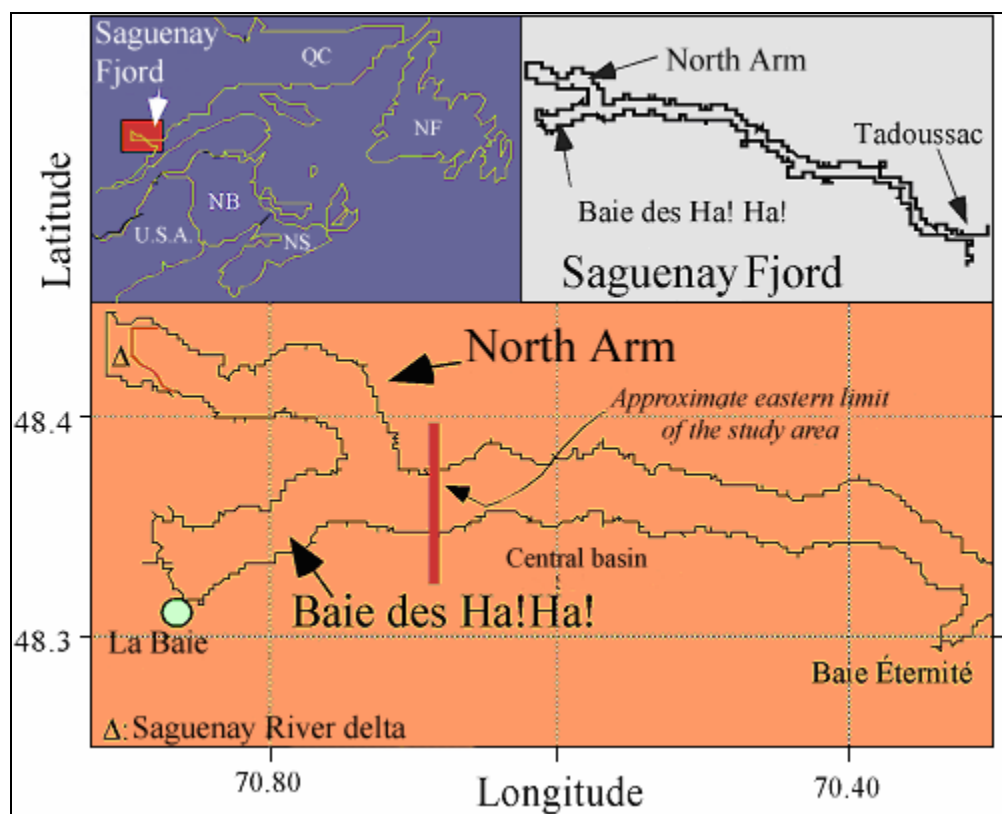 Saguenay
Fjord
QC
NF
NB
U.S.A.
NS
North Arm
Tadoussac
Baie des Ha! Ha!
Saguenay Fjord
Latitude
North Arm
Δ
Approximate eastern limit
of the study area
48.4
Central basin
Baie des Ha!Ha!
La Baie
48.3
Baie Éternité
Δ: Saguenay River delta
70.80
70.40
Longitude